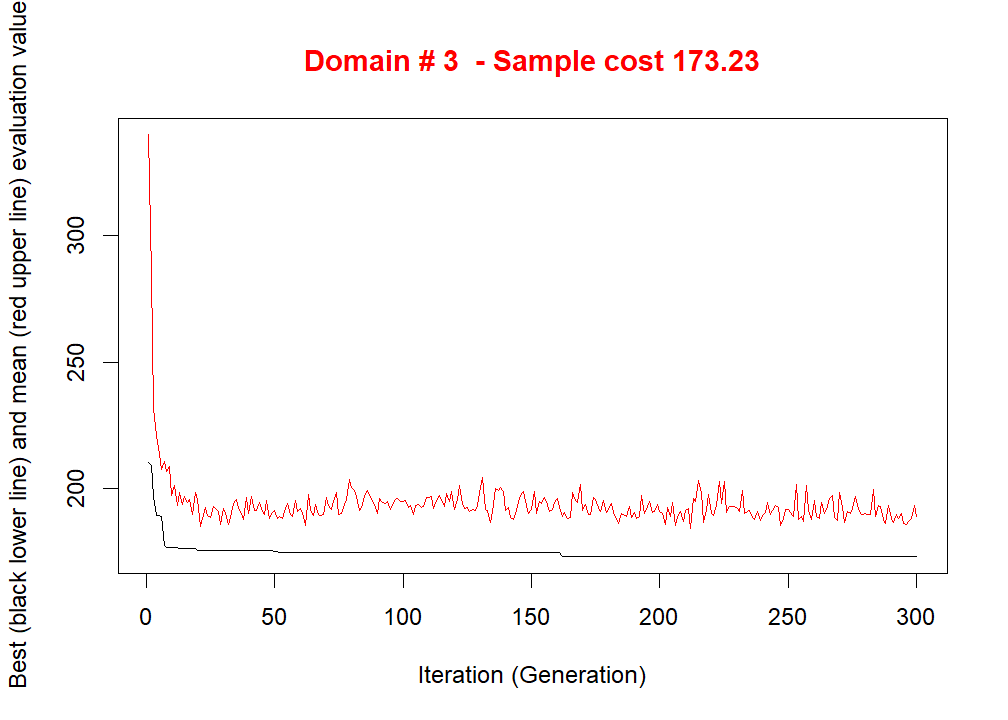 Domain # 3  - Sample cost 173.23
Best (black lower line) and mean (red upper line) evaluation value
300
250
200
0 50 100 150 200 250 300
Iteration (Generation)